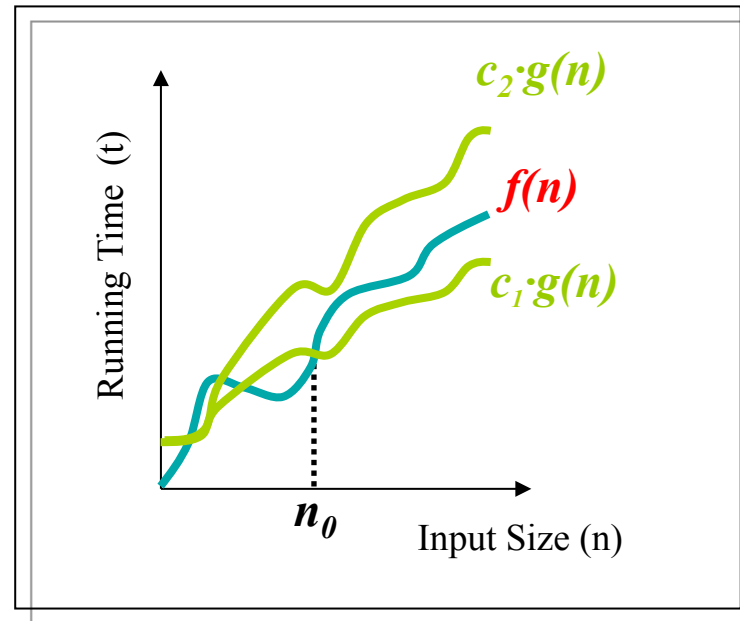 c₂·g(n)
f(n)
c₁·g(n)
Running Time (t)
n₀
Input Size (n)